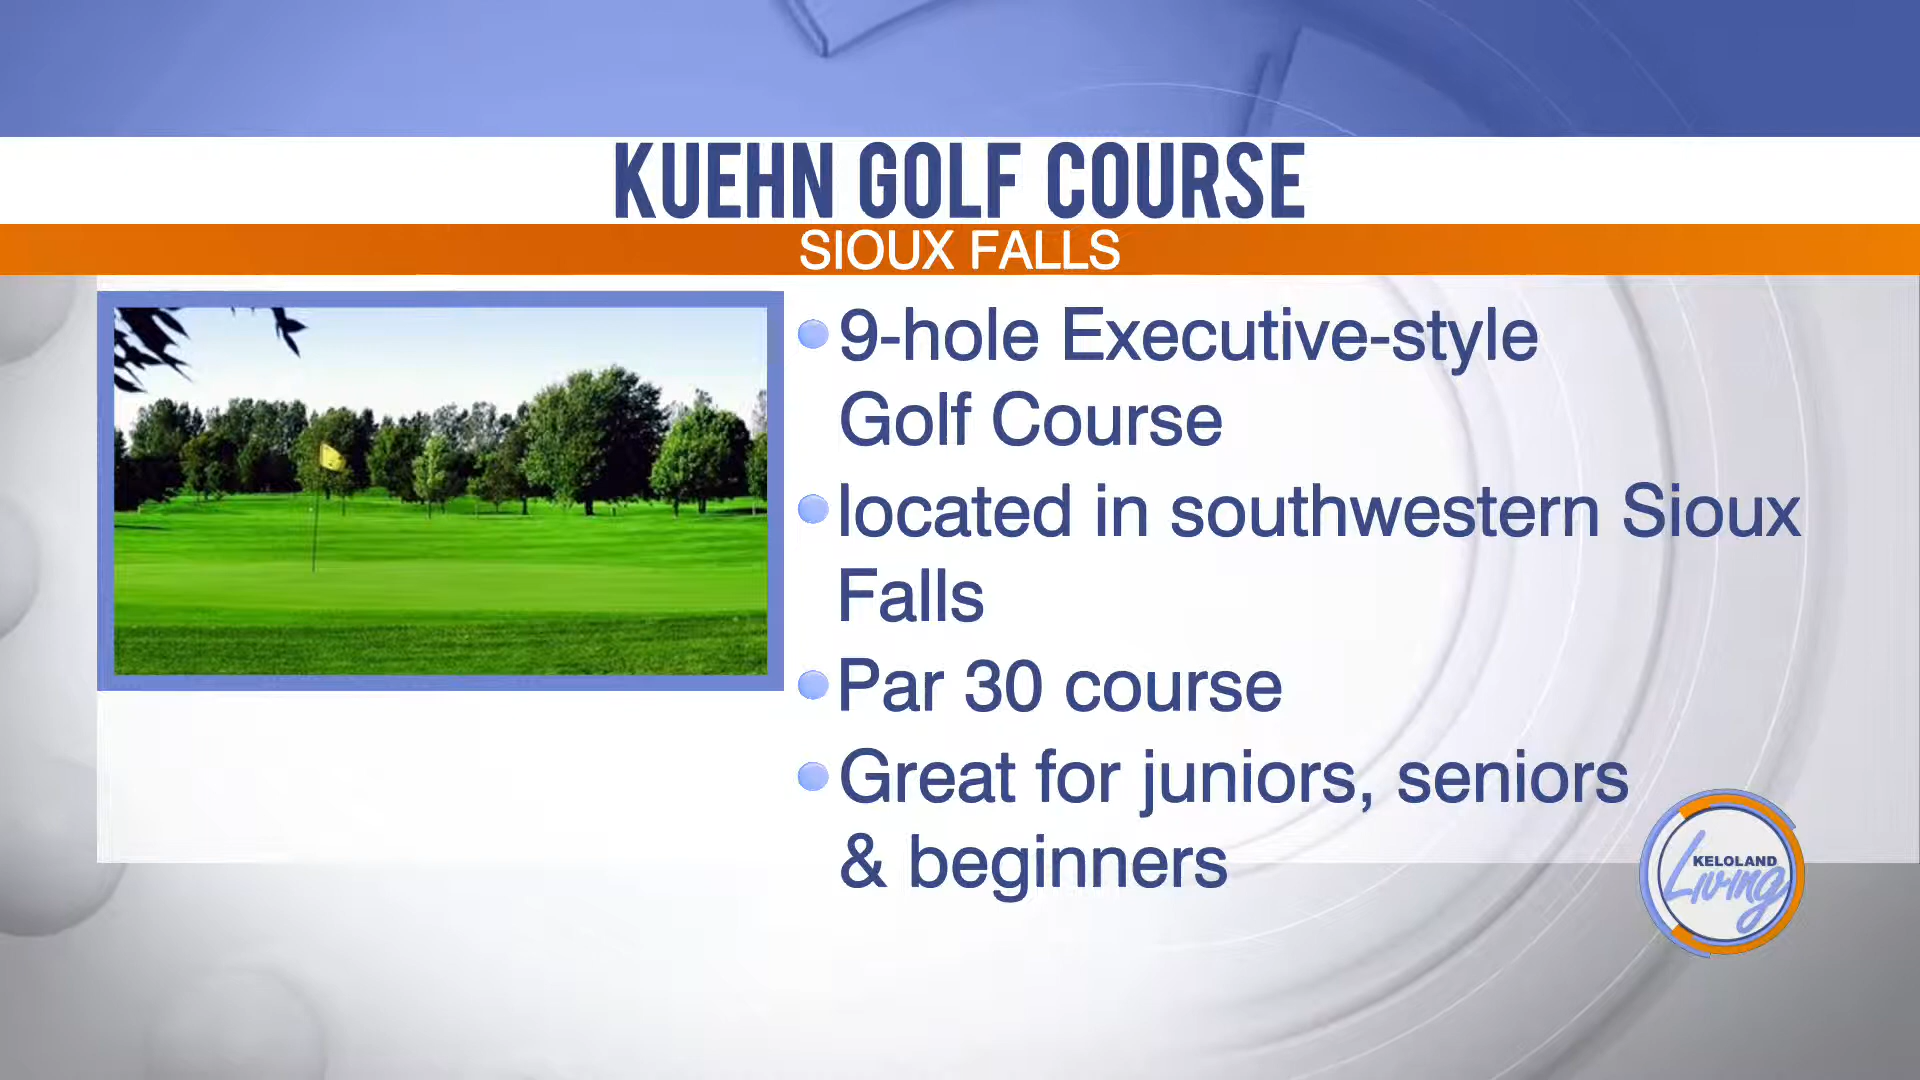 KUEHN GOLF COURSE
SIOUX FALLS
9-hole Executive-style
Golf Course
located in southwestern Sioux
Falls
Par 30 course
Great for juniors, seniors
& beginners
KELOLAND
Living